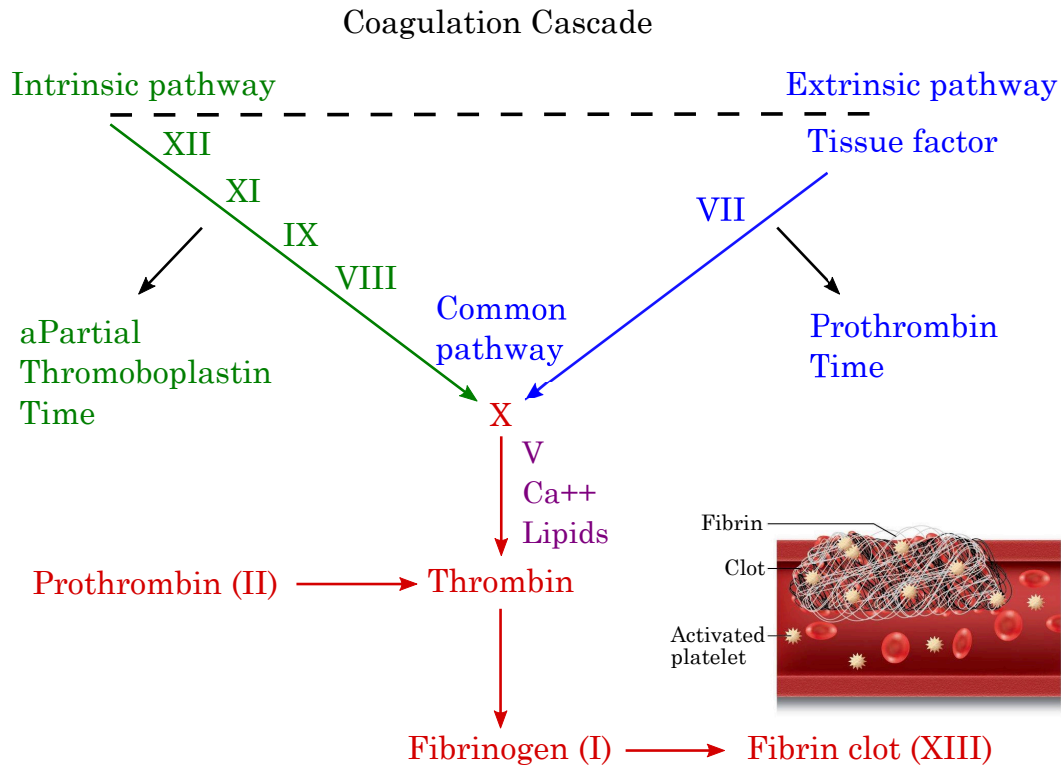 Coagulation Cascade
Intrinsic pathway
Extrinsic pathway
XII
Tissue factor
XI
VII
IX
VIII
Common
pathway
aPartial
Thromoboplastin
Time
Prothrombin
Time
X
V
Ca++
Lipids
Fibrin
Clot
Prothrombin (II)
Thrombin
Activated
platelet
Fibrinogen (I)
Fibrin clot (XIII)